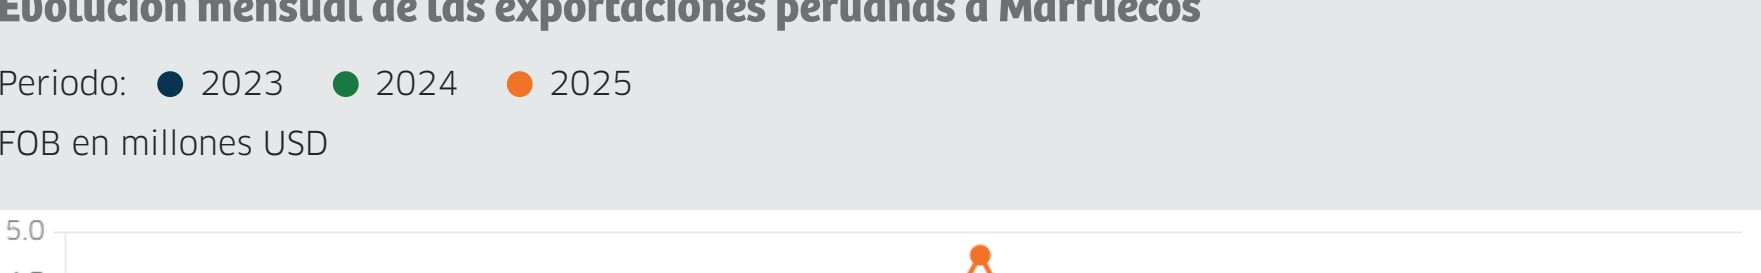 Evolución mensual de las exportaciones peruanas a Marruecos
Periodo: 2023 2024 2025
FOB en millones USD
5.0